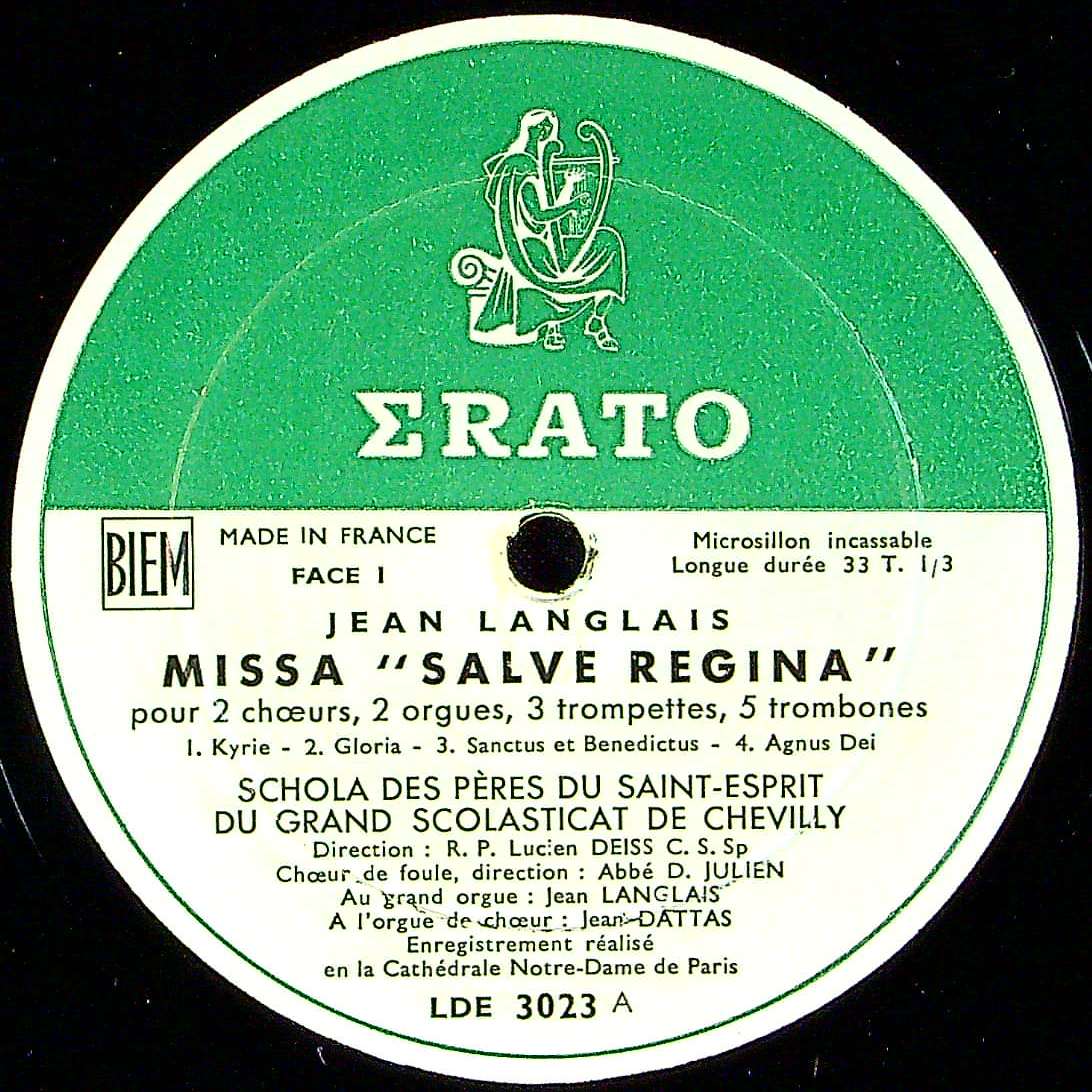 ΣRATO
BIEM
MADE IN FRANCE
FACE 1
Microsillon incassable
Longue durée 33 T. 1/3
JEAN LANGLAIS
MISSA "SALVE REGINA"
pour 2 chœurs, 2 orgues, 3 trompettes, 5 trombones
1. Kyrie - 2. Gloria - 3. Sanctus et Benedictus - 4. Agnus Dei
SCHOLA DES PÈRES DU SAINT-ESPRIT
DU GRAND SCOLASTICAT DE CHEVILLY
Direction : R. P. Lucien DEISS C. S. Sp
Chœur de foule, direction : Abbé D. JULIEN
Au grand orgue : Jean LANGLAIS
A l'orgue de chœur : Jean DATTAS
Enregistrement réalisé
en la Cathédrale Notre-Dame de Paris
LDE 3023 A